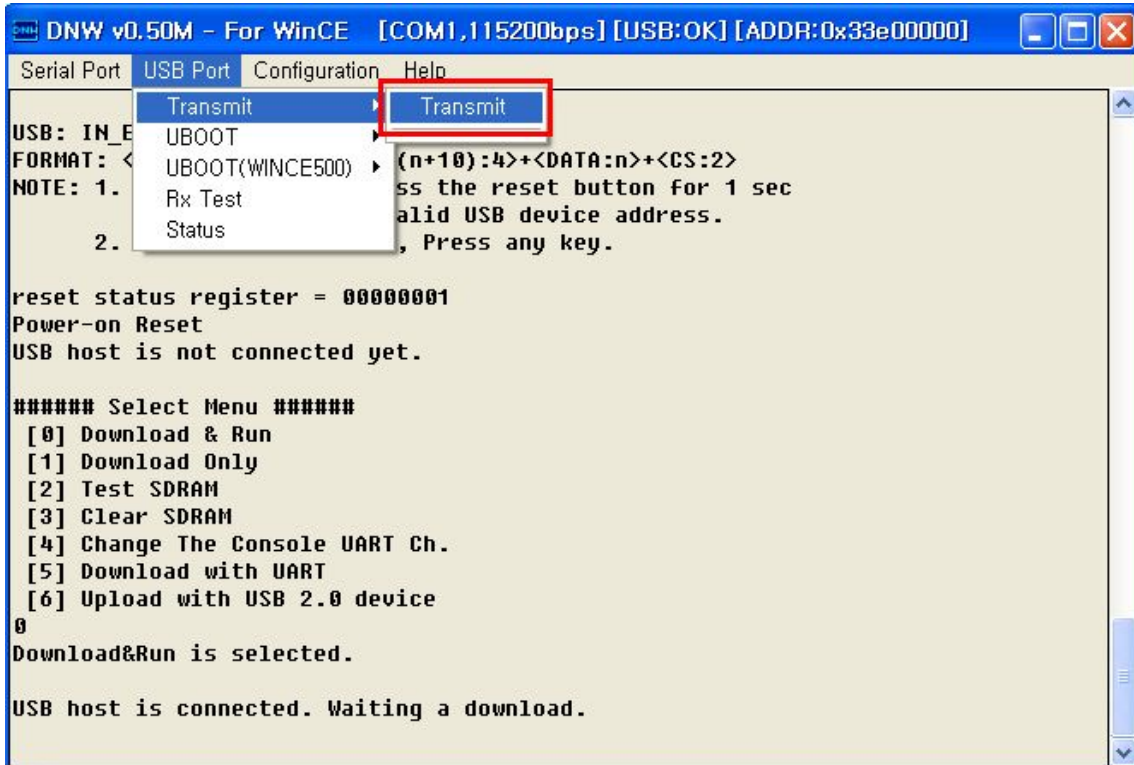 DNW v0.50M - For WinCE [COM1,115200bps][USB:OK][ADDR:0x33e00000]
Serial Port USB Port Configuration Help
Transmit
UBOOT
UBOOT(WINCE500)
Rx Test
Status
Transmit
USB: IN_E
FORMAT: < (n+10):4>+<DATA:n>+<CS:2>
NOTE: 1. ss the reset button for 1 sec
alid USB device address.
2. , Press any key.
reset status register = 00000001
Power-on Reset
USB host is not connected yet.
###### Select Menu ######
[0] Download & Run
[1] Download Only
[2] Test SDRAM
[3] Clear SDRAM
[4] Change The Console UART Ch.
[5] Download with UART
[6] Upload with USB 2.0 device
0
Download&Run is selected.
USB host is connected. Waiting a download.